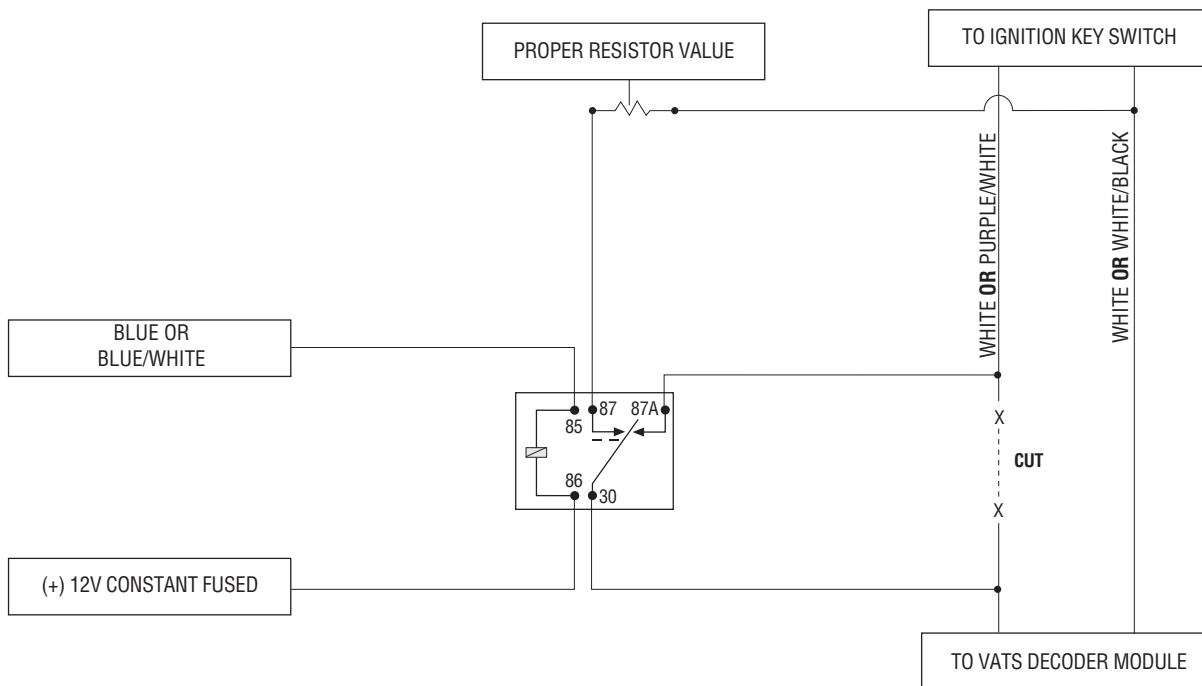 PROPER RESISTOR VALUE
TO IGNITION KEY SWITCH
WHITE OR PURPLE/WHITE
WHITE OR WHITE/BLACK
BLUE OR
BLUE/WHITE
87
87A
85
86
30
X
CUT
X
(+) 12V CONSTANT FUSED
TO VATS DECODER MODULE